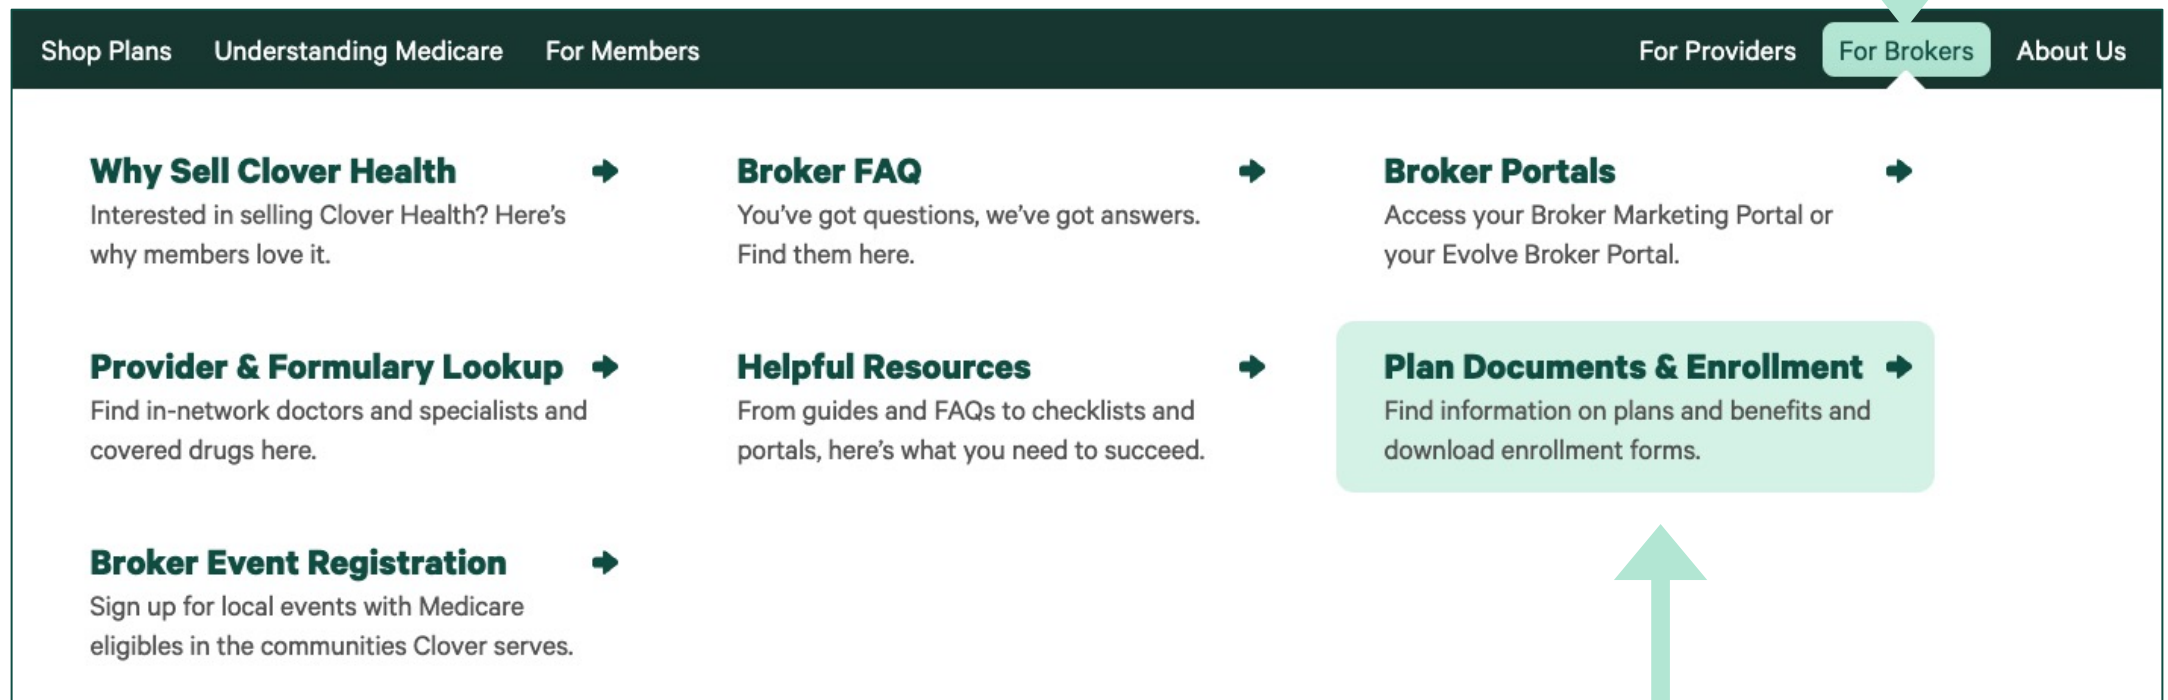 Shop Plans Understanding Medicare For Members For Providers For Brokers About Us
Why Sell Clover Health
Interested in selling Clover Health? Here’s
why members love it.
Broker FAQ
You’ve got questions, we’ve got answers.
Find them here.
Broker Portals
Access your Broker Marketing Portal or
your Evolve Broker Portal.
Provider & Formulary Lookup
Find in-network doctors and specialists and
covered drugs here.
Helpful Resources
From guides and FAQs to checklists and
portals, here’s what you need to succeed.
Plan Documents & Enrollment
Find information on plans and benefits and
download enrollment forms.
Broker Event Registration
Sign up for local events with Medicare
eligibles in the communities Clover serves.